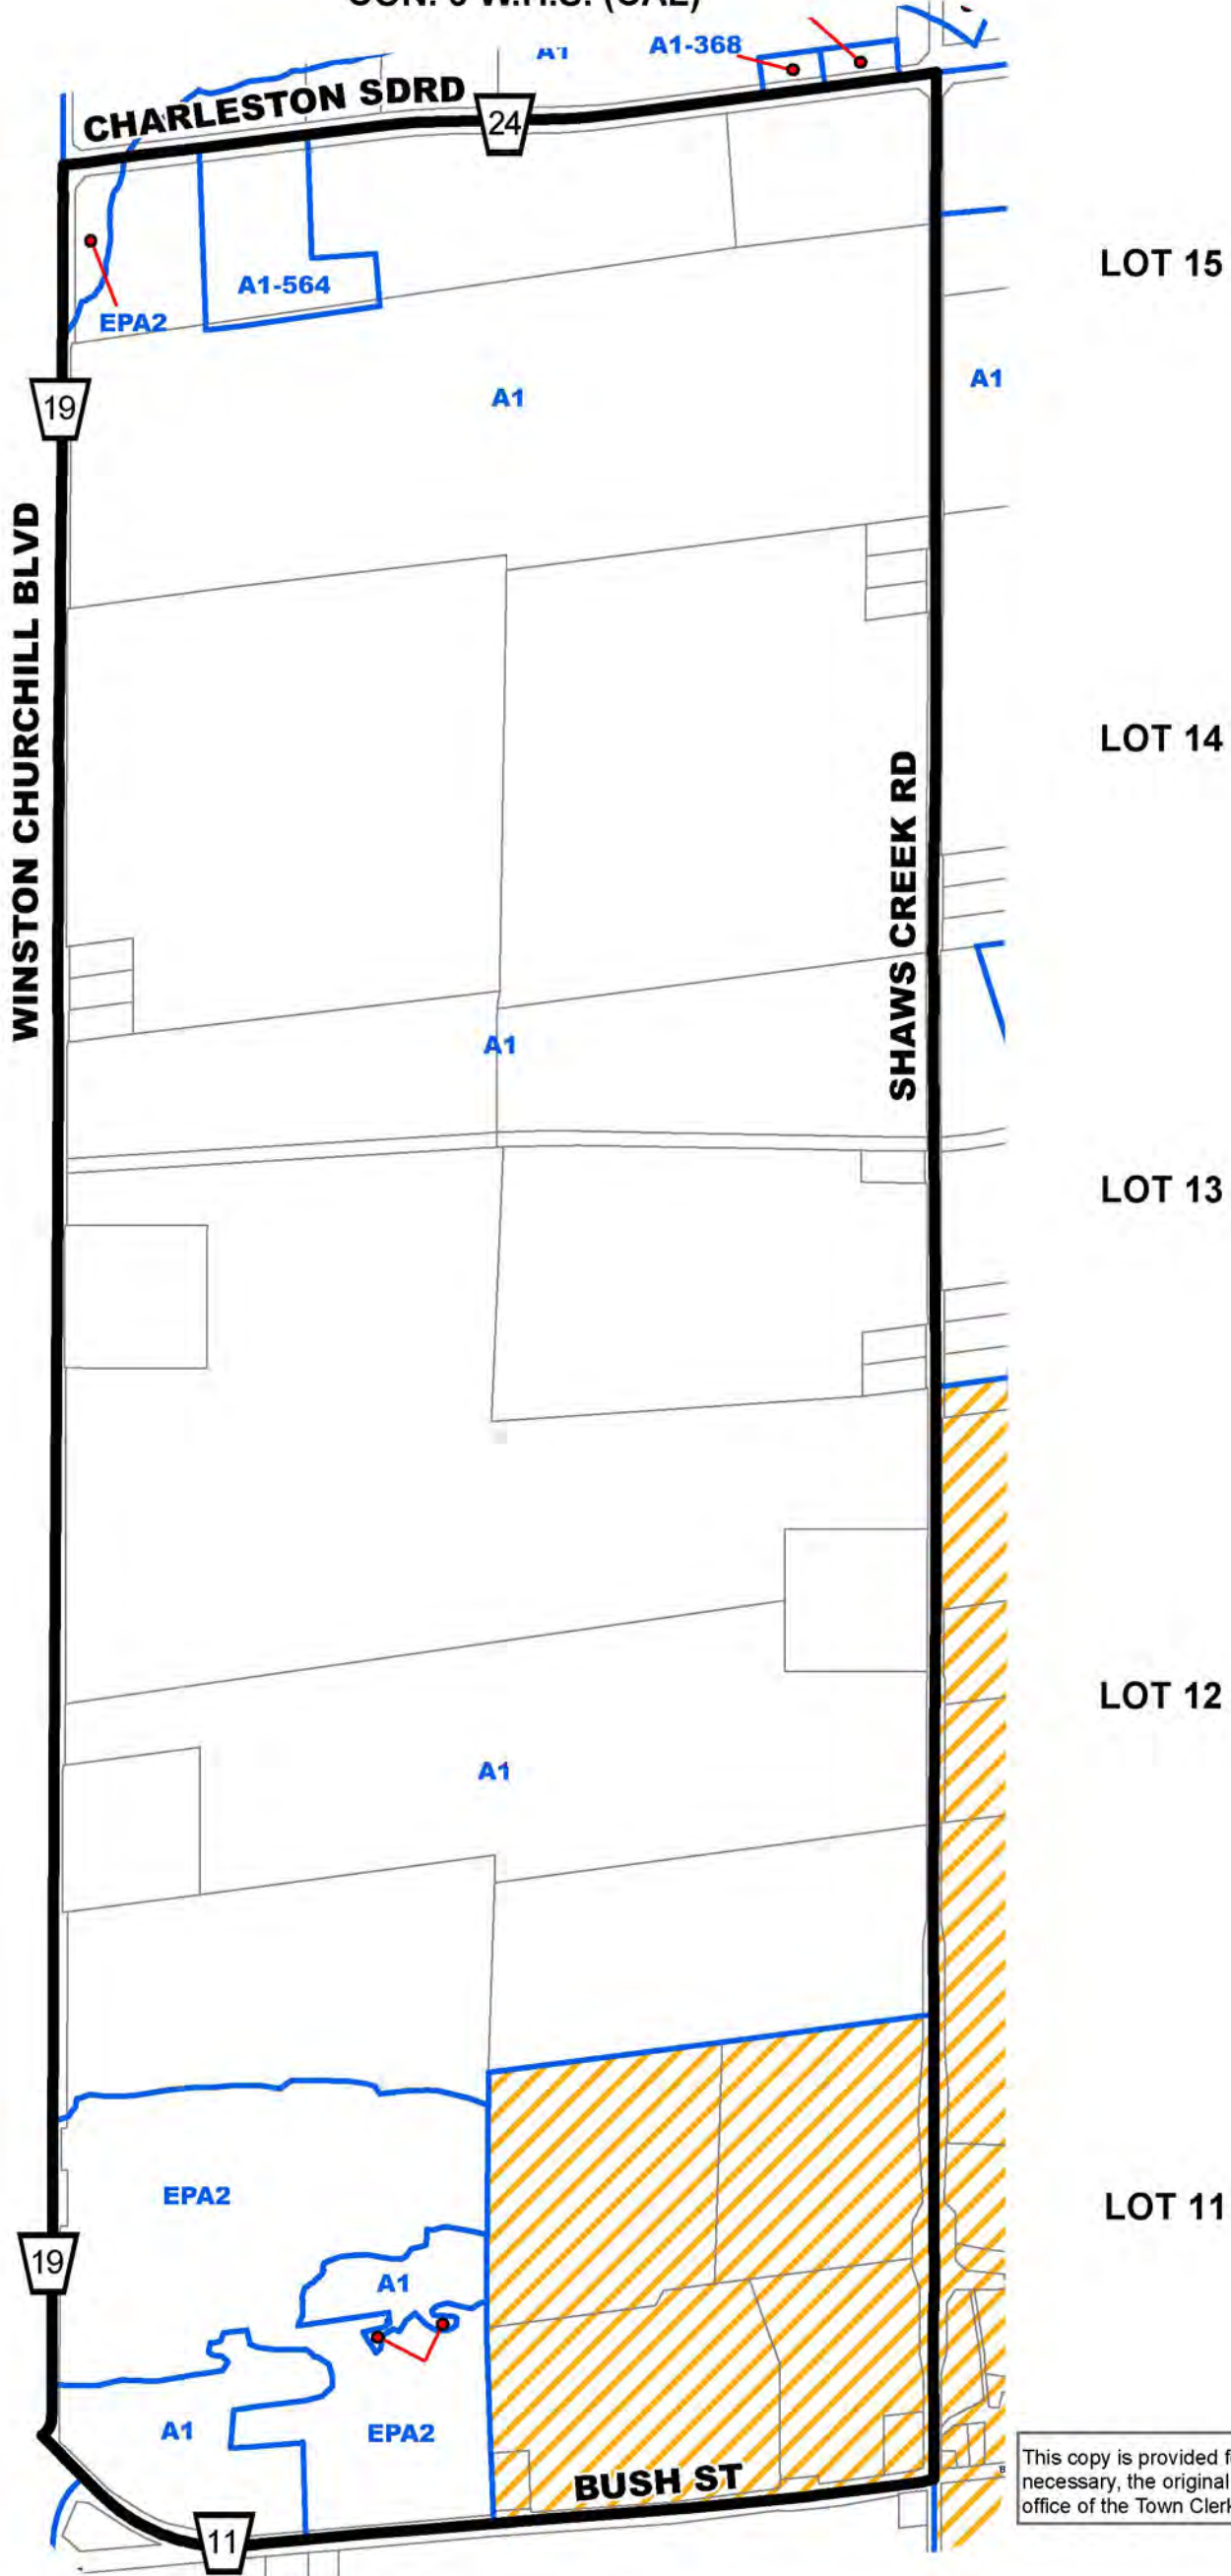 A1
A1-368
CHARLESTON SDRD
24
LOT 15
A1-564
EPA2
A1
A1
19
WINSTON CHURCHILL BLVD
LOT 14
SHAWS CREEK RD
A1
LOT 13
LOT 12
A1
EPA2
LOT 11
19
A1
A1
EPA2
BUSH ST
This copy is provided
necessary, the original
office of the Town
11